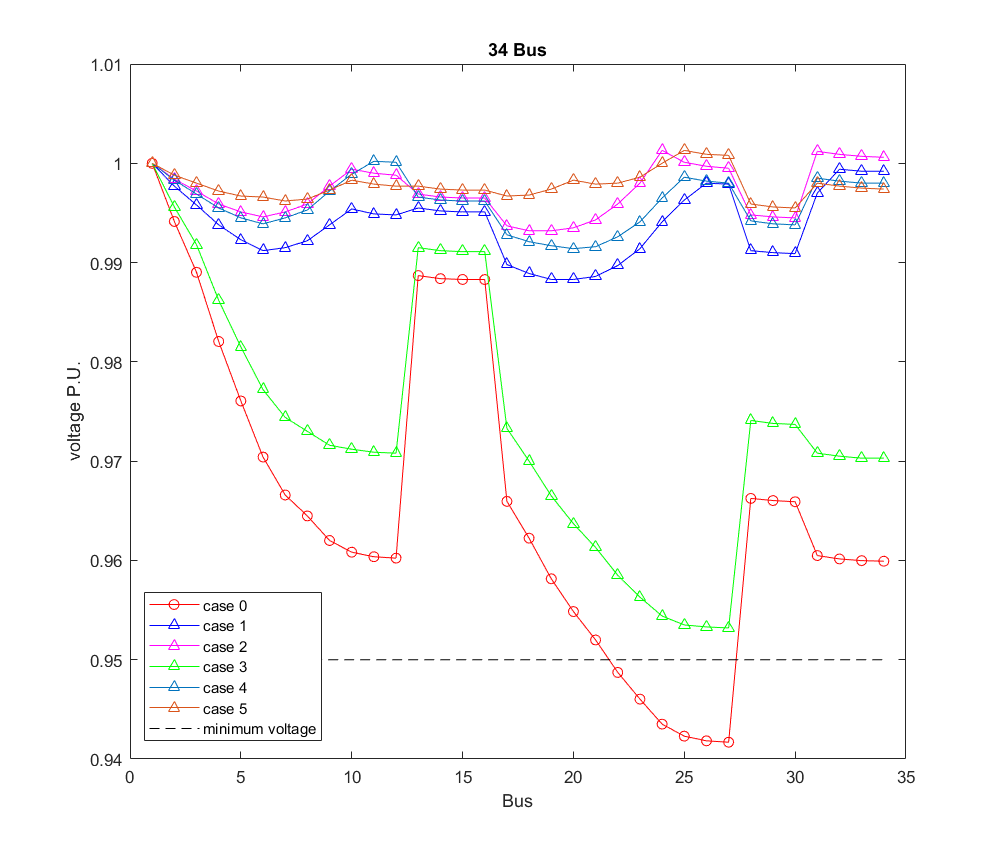 34 Bus
1.01
1
0.99
0.98
0.97
0.96
0.95
0.94
voltage P.U.
case 0
case 1
case 2
case 3
case 4
case 5
minimum voltage
0 5 10 15 20 25 30 35
Bus